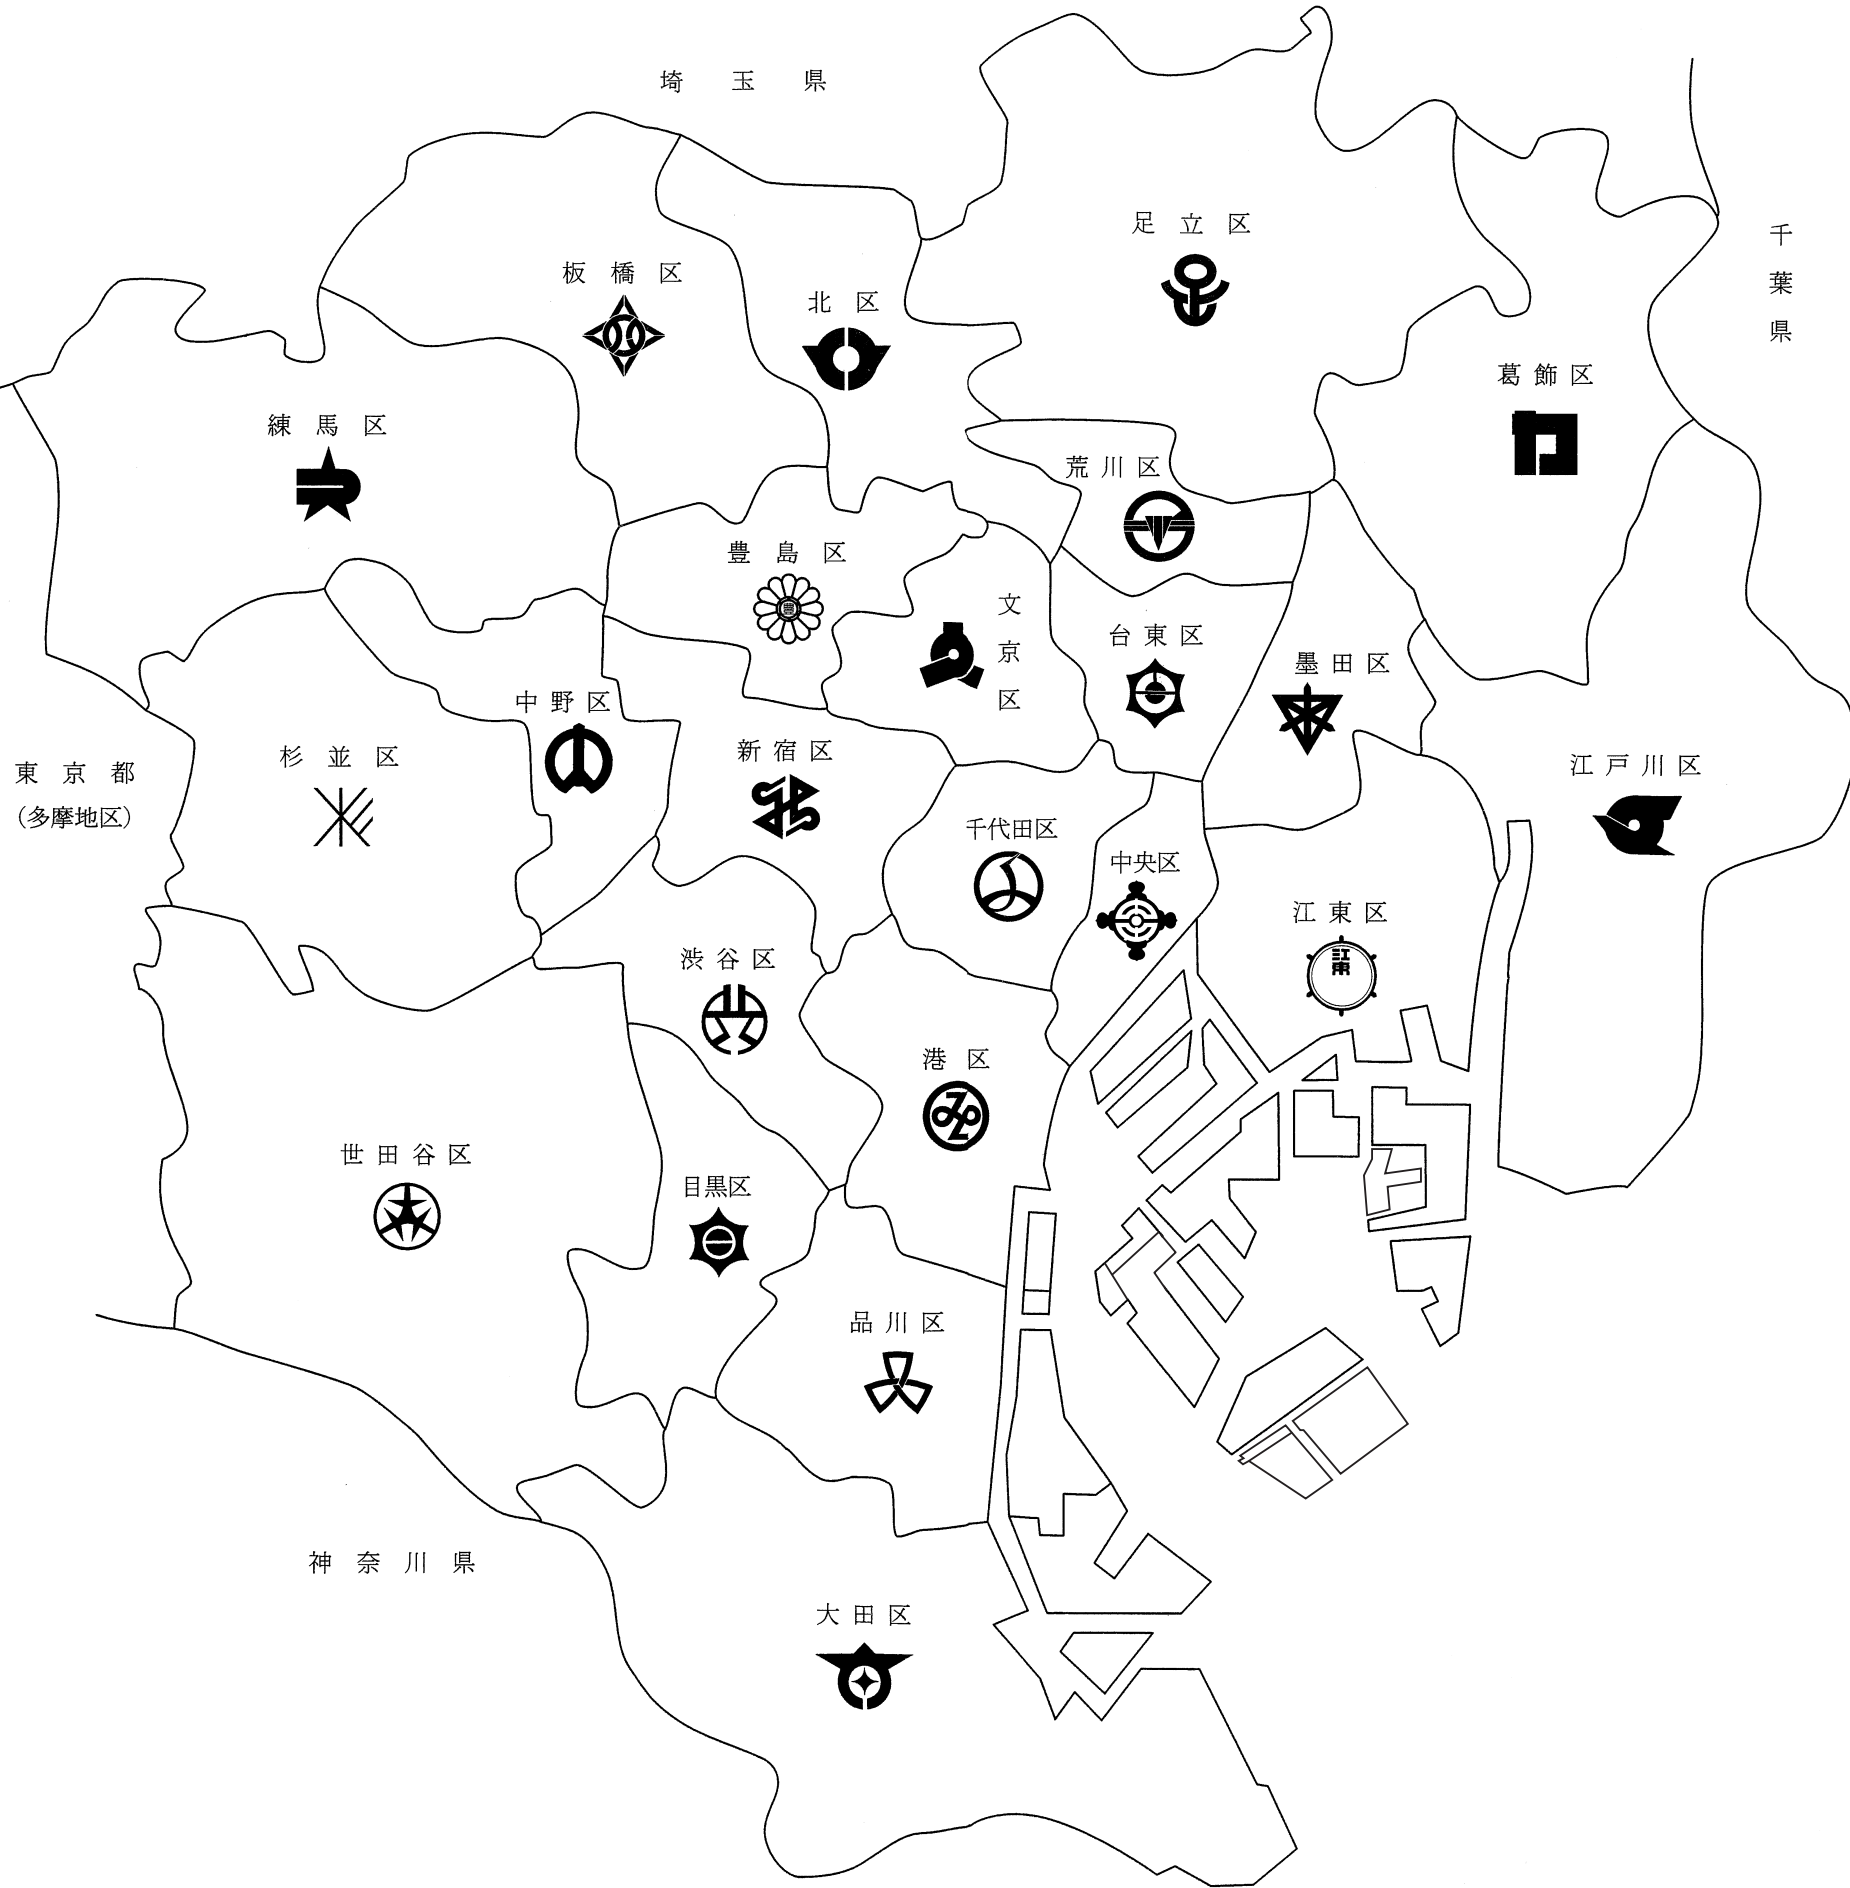 埼玉県
足立区
千葉県
板橋区
北区
葛飾区
練馬区
荒川区
豊島区
豊
文京区
台東区
墨田区
中野区
新宿区
杉並区
江戸川区
東京都
(多摩地区)
千代田区
中央区
江東区
江東
渋谷区
港区
世田谷区
目黒区
品川区
神奈川県
大田区